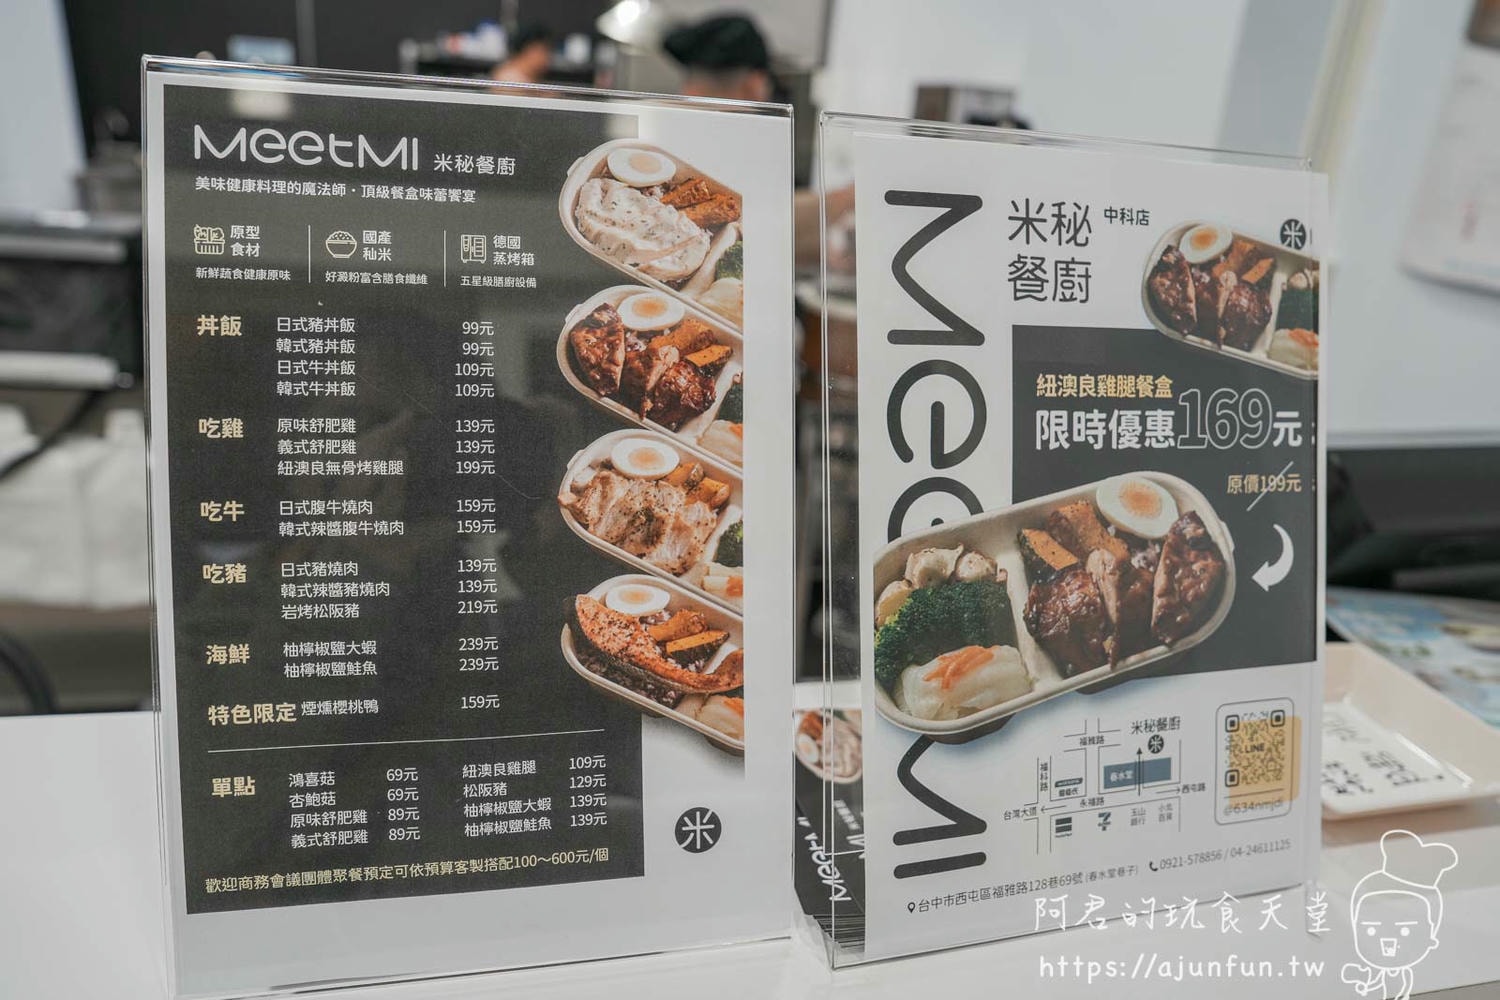 MeetMI 米秘餐廚
美味健康料理的魔法師・頂級餐盒味蕾饗宴
原型食材
新鮮蔬食健康原味
國產秈米
好澱粉富含膳食纖維
德國蒸烤箱
五星級膳廚設備
丼飯
日式豬丼飯 99元
韓式豬丼飯 99元
日式牛丼飯 109元
韓式牛丼飯 109元
吃雞
原味舒肥雞 139元
義式舒肥雞 139元
紐澳良無骨烤雞腿 199元
吃牛
日式腹牛燒肉 159元
韓式辣醬腹牛燒肉 159元
吃豬
日式豬燒肉 139元
韓式辣醬豬燒肉 139元
岩烤松阪豬 219元
海鮮
柚檸椒鹽大蝦 239元
柚檸椒鹽鮭魚 239元
特色限定 煙燻櫻桃鴨 159元
單點
鴻喜菇 69元
杏鮑菇 69元
原味舒肥雞 89元
義式舒肥雞 89元
紐澳良雞腿 109元
松阪豬 129元
柚檸椒鹽大蝦 139元
柚檸椒鹽鮭魚 139元
歡迎商務會議團體聚餐預定可依預算客製搭配100～600元/個
米
MeetMI
米秘餐廚 中科店
米
紐澳良雞腿餐盒
限時優惠169元
原價199元
米秘餐廚
米
福雅路
福科路
春水堂
西屯路
永福路
台灣大道
玉山銀行
小北百貨
LINE
@634nmjdi
台中市西屯區福雅路128巷69號 (春水堂巷子) 0921-578856 / 04-24611125
MeetMI
阿君的玩食天堂
https://ajunfun.tw